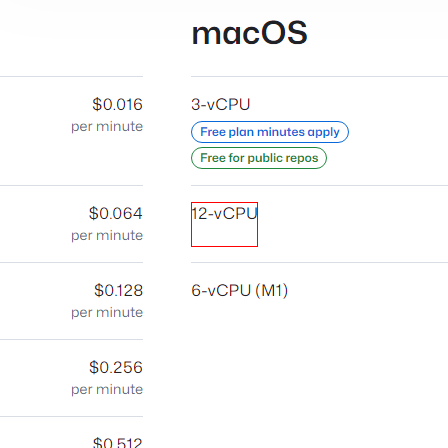 macOS
$0.016
per minute
3-vCPU
Free plan minutes apply
Free for public repos
$0.064
per minute
12-vCPU
$0.128
per minute
6-vCPU (M1)
$0.256
per minute
$0.512